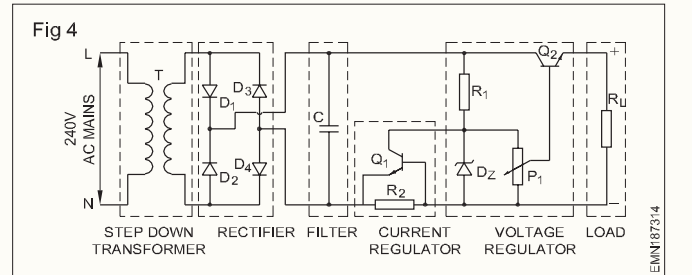 Fig 4
L
240V
AC MAINS
N
T
D1
D2
D3
D4
C
Q1
R2
R1
DZ
P1
Q2
RL
+
–
STEP DOWN
TRANSFORMER
RECTIFIER
FILTER
CURRENT
REGULATOR
VOLTAGE
REGULATOR
LOAD
EMN187314